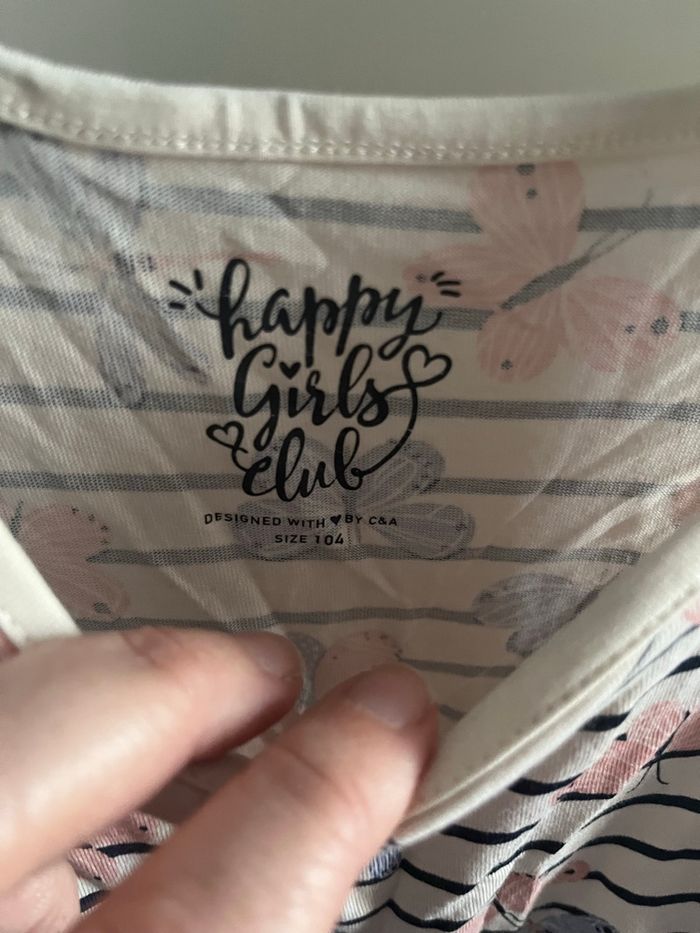 happy
Girls
club
DESIGNED WITH ♥ BY C&A
SIZE 104